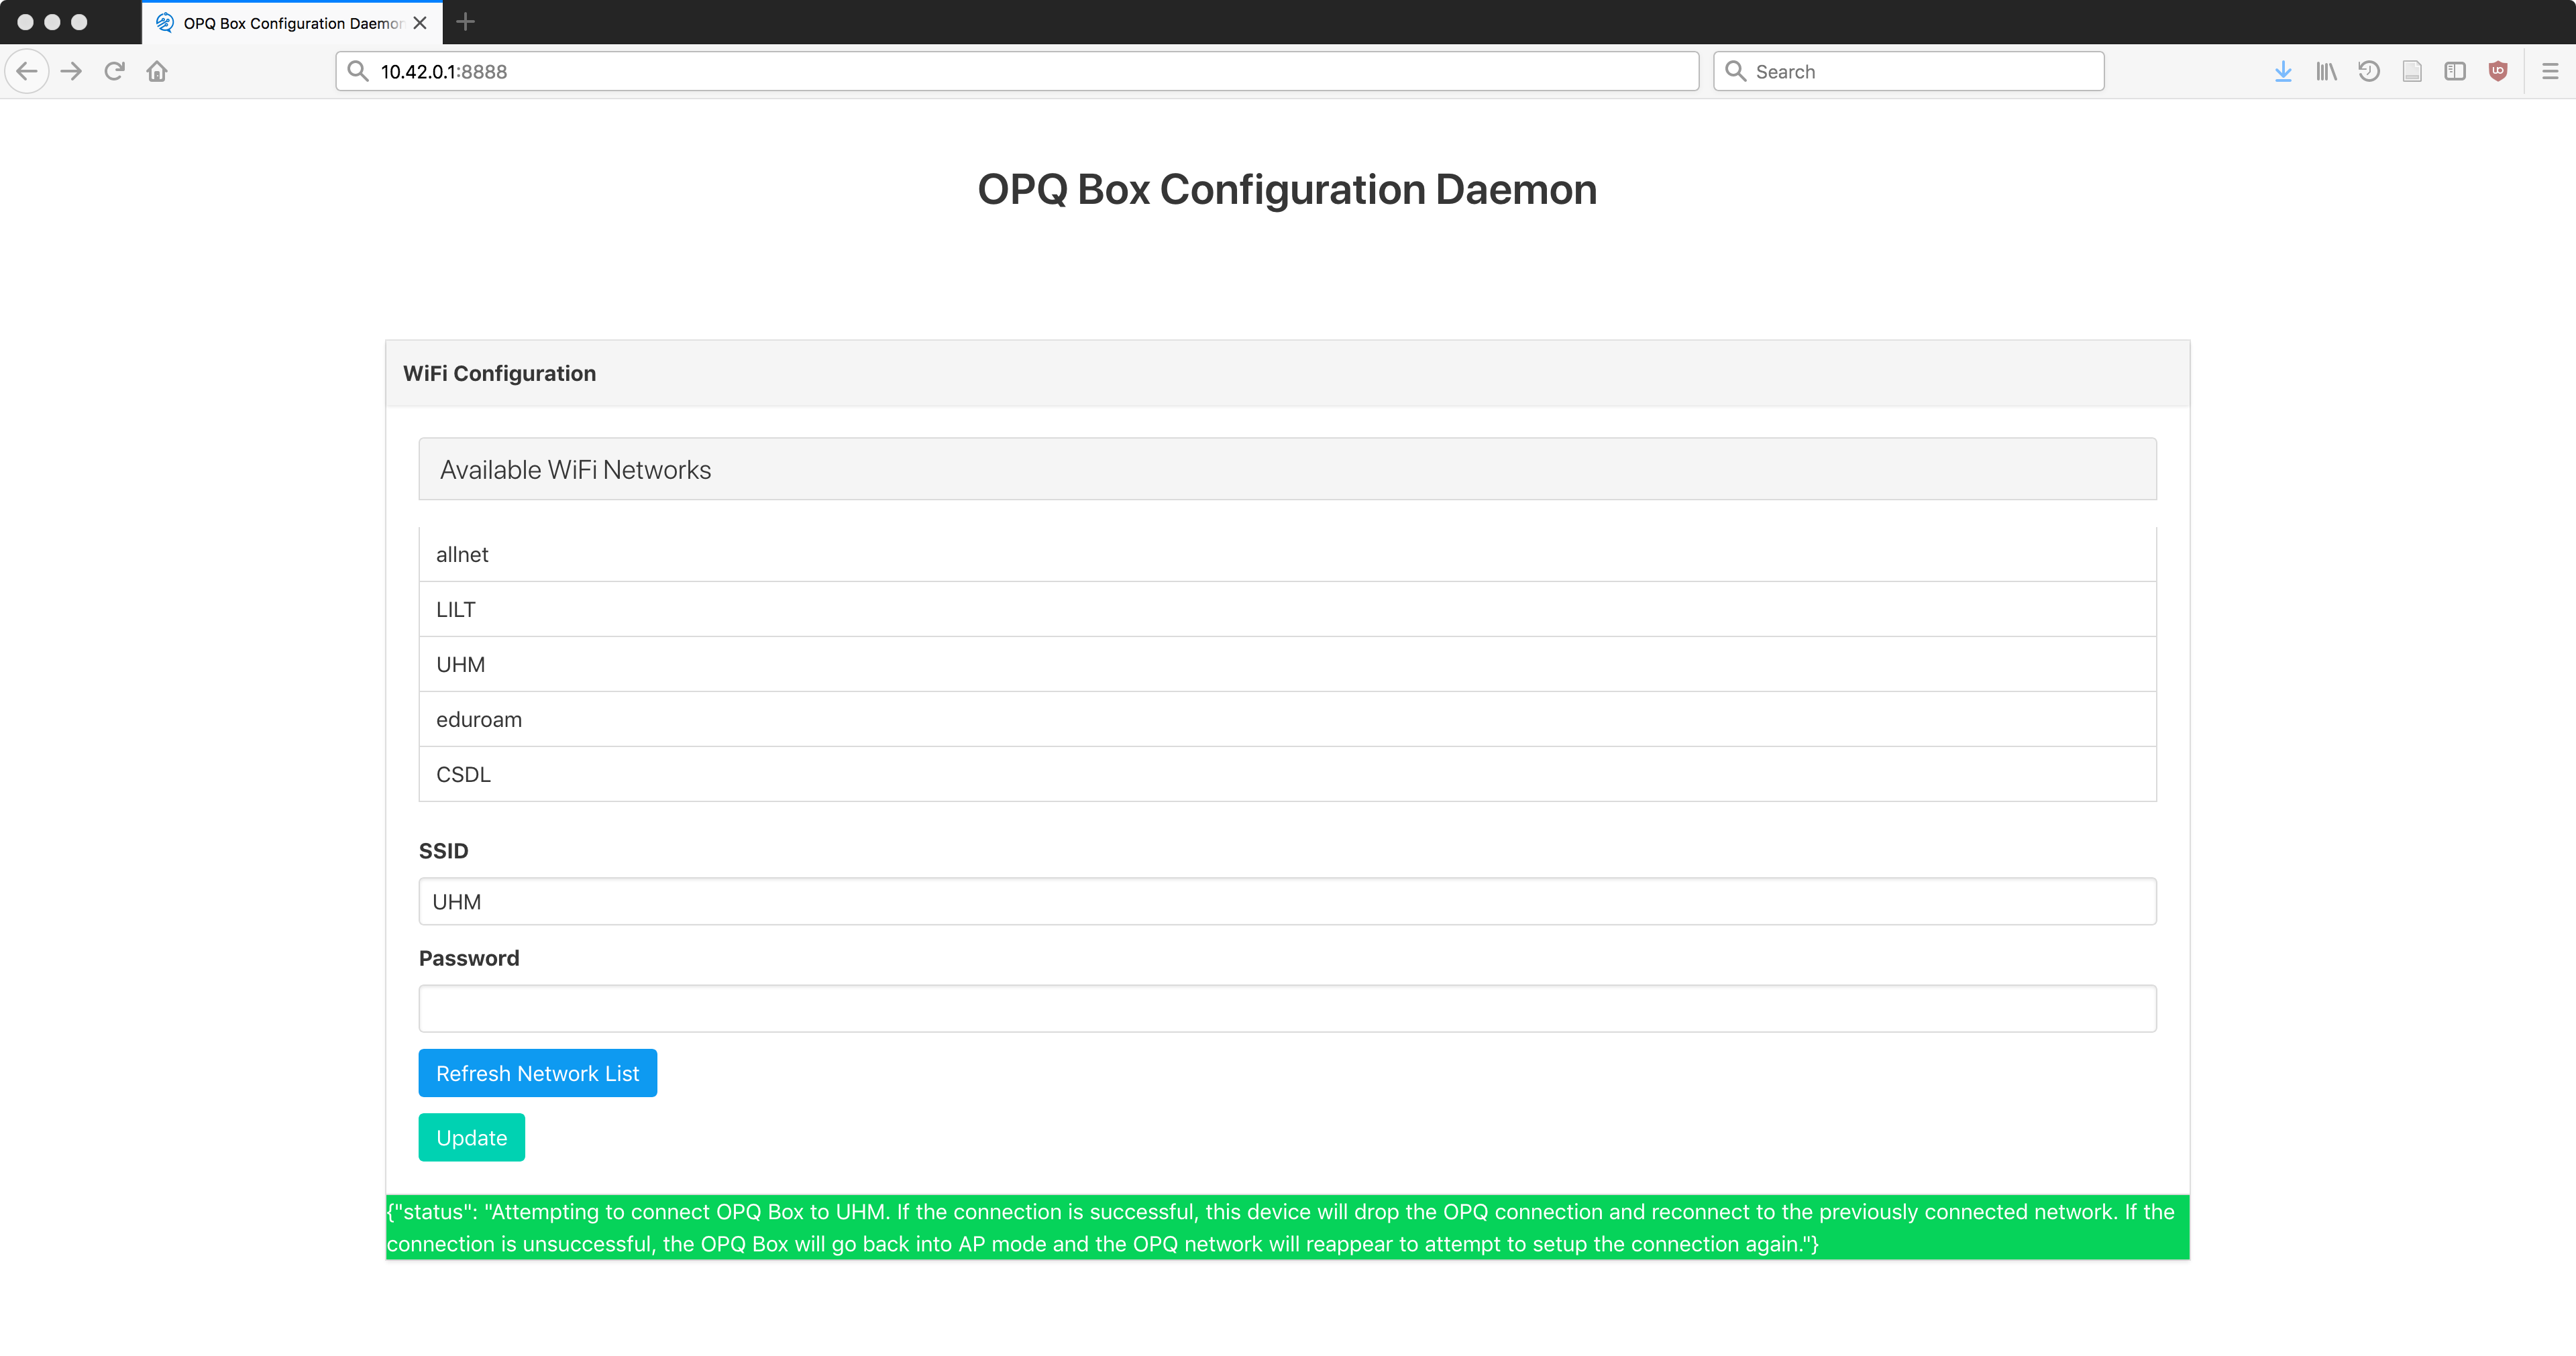 OPQ Box Configuration Daemon
10.42.0.1:8888
Search
OPQ Box Configuration Daemon
WiFi Configuration
Available WiFi Networks
allnet
LILT
UHM
eduroam
CSDL
SSID
UHM
Password
Refresh Network List
Update
{"status": "Attempting to connect OPQ Box to UHM. If the connection is successful, this device will drop the OPQ connection and reconnect to the previously connected network. If the
connection is unsuccessful, the OPQ Box will go back into AP mode and the OPQ network will reappear to attempt to setup the connection again."}